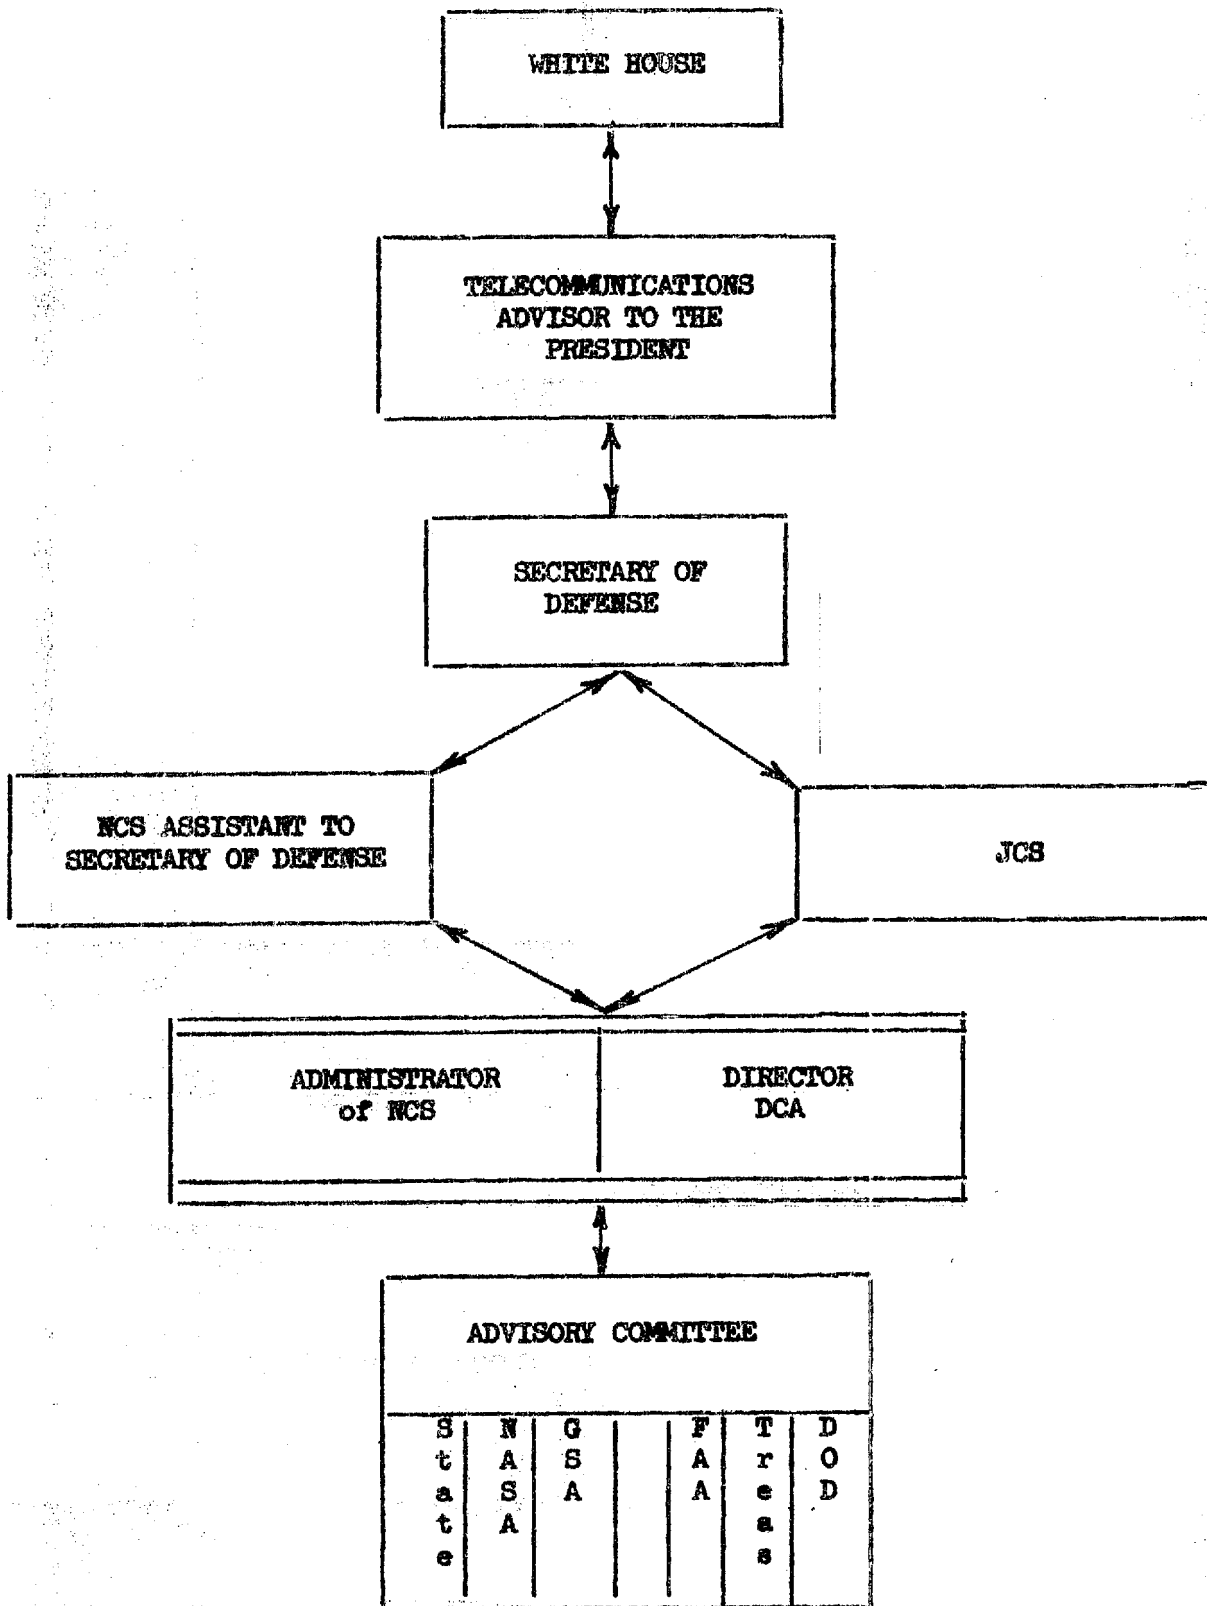 WHITE HOUSE
TELECOMMUNICATIONS
ADVISOR TO THE
PRESIDENT
SECRETARY OF
DEFENSE
NCS ASSISTANT TO
SECRETARY OF DEFENSE
JCS
ADMINISTRATOR
of NCS
DIRECTOR
DCA
ADVISORY COMMITTEE
State
NASA
GSA
FAA
Treas
DOD